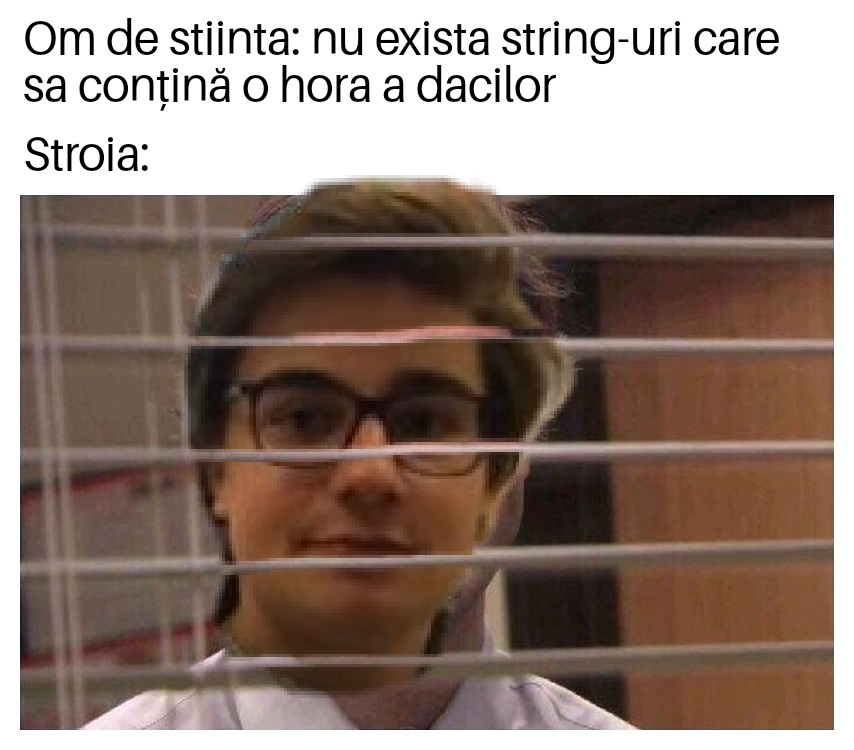 Om de stiinta: nu exista string-uri care
sa conțină o hora a dacilor
Stroia: